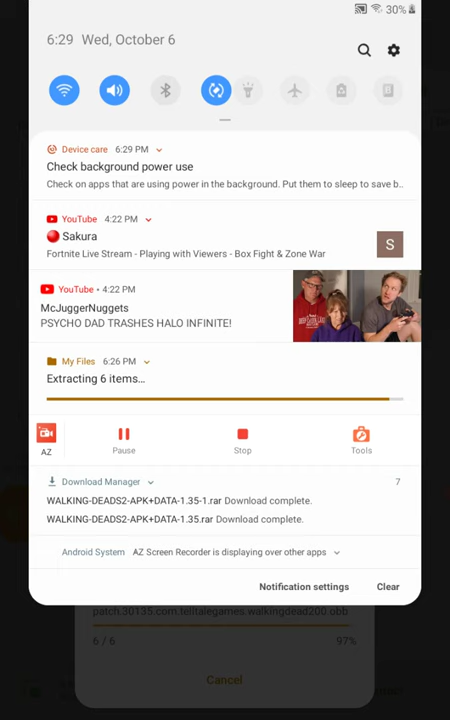 30%
6:29 Wed, October 6
Device care 6:29 PM
Check background power use
Check on apps that are using power in the background. Put them to sleep to save b..
YouTube 4:22 PM
Sakura
S
Fortnite Live Stream - Playing with Viewers - Box Fight & Zone War
YouTube • 4:22 PM
McJuggerNuggets
PSYCHO DAD TRASHES HALO INFINITE!
My Files 6:26 PM
Extracting 6 items...
AZ
Pause
Stop
Tools
Download Manager
7
WALKING-DEADS2-APK+DATA-1.35-1.rar Download complete.
WALKING-DEADS2-APK+DATA-1.35.rar Download complete.
Android System AZ Screen Recorder is displaying over other apps
Notification settings Clear
patch.30135.com.telltalegames.walkingdead200.obb
6 / 6 97%
Cancel